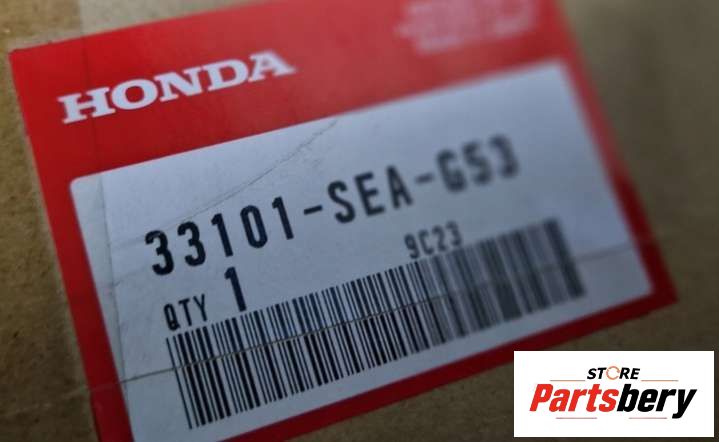 HONDA
33101-SEA-G53
9C23
QTY 1
STORE
Partsbery